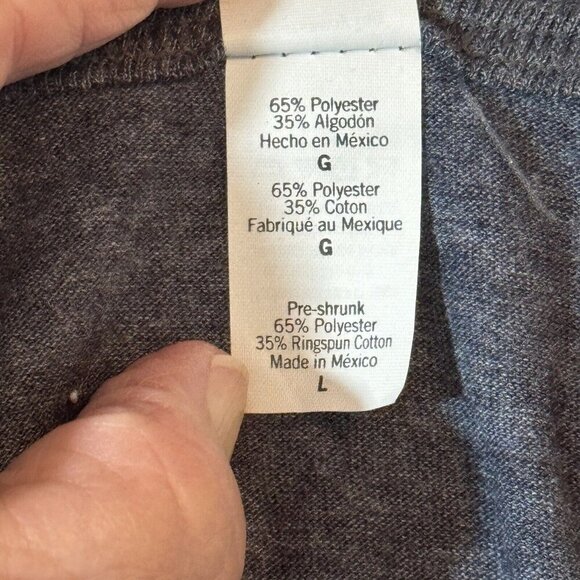 65% Polyester
35% Algodón
Hecho en México
G
65% Polyester
35% Coton
Fabriqué au Mexique
G
Pre-shrunk
65% Polyester
35% Ringspun Cotton
Made in México
L